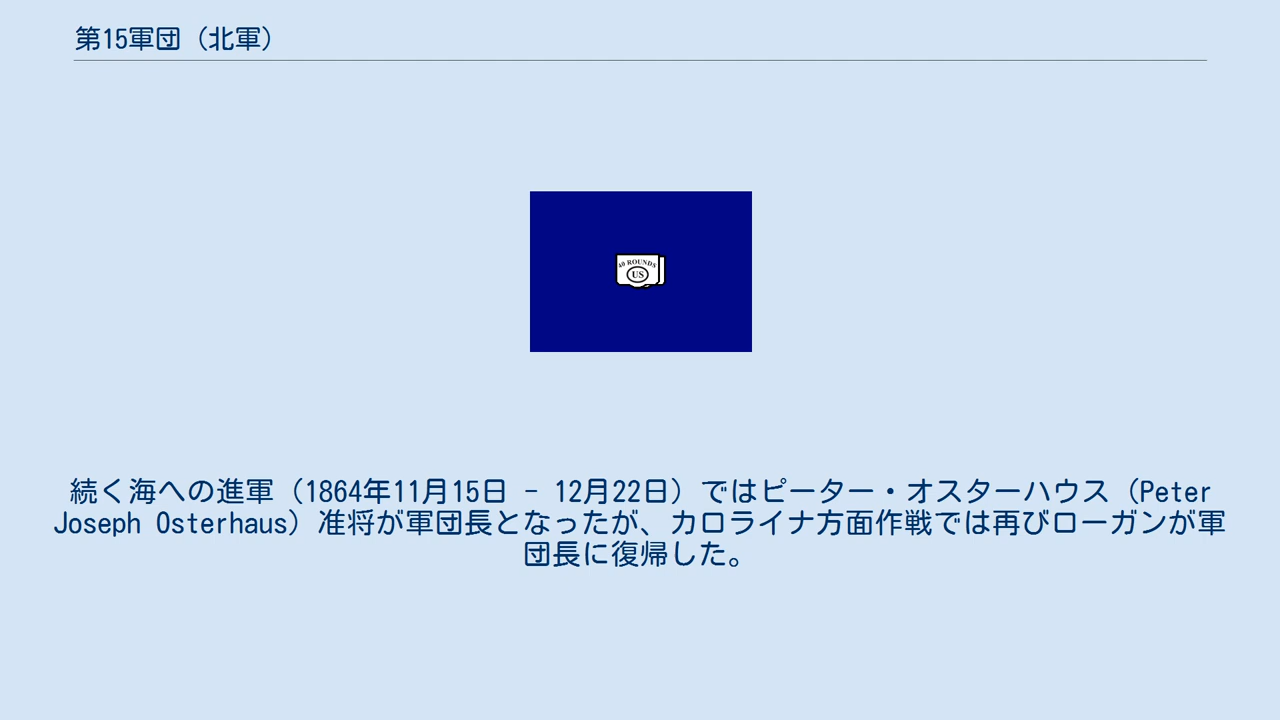 第15軍団（北軍）
40 ROUNDS
US
続く海への進軍（1864年11月15日 - 12月22日）ではピーター・オスターハウス（Peter
Joseph Osterhaus）准将が軍団長となったが、カロライナ方面作戦では再びローガンが軍
団長に復帰した。